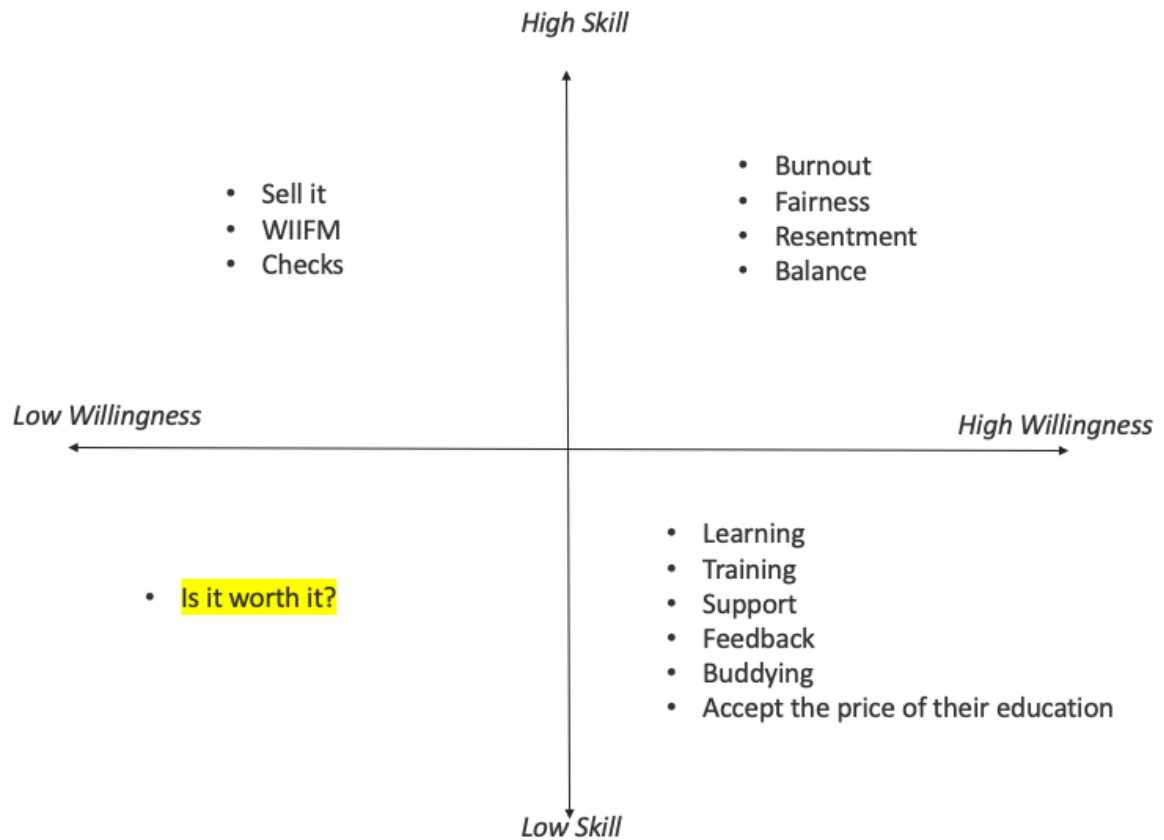 High Skill
• Sell it
• WIIFM
• Checks
• Burnout
• Fairness
• Resentment
• Balance
Low Willingness
High Willingness
• Is it worth it?
• Learning
• Training
• Support
• Feedback
• Buddying
• Accept the price of their education
Low Skill